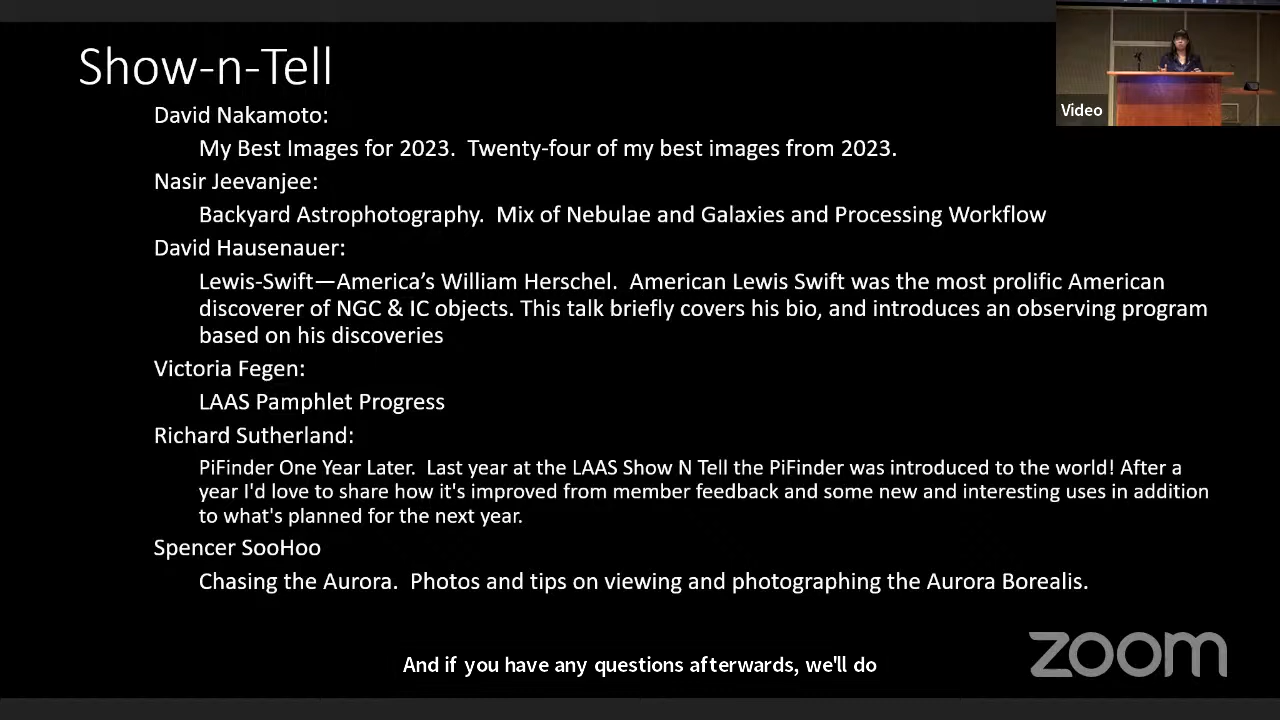 Show-n-Tell
Video
David Nakamoto:
My Best Images for 2023.  Twenty-four of my best images from 2023.
Nasir Jeevanjee:
Backyard Astrophotography.  Mix of Nebulae and Galaxies and Processing Workflow
David Hausenauer:
Lewis-Swift—America’s William Herschel.  American Lewis Swift was the most prolific American
discoverer of NGC & IC objects. This talk briefly covers his bio, and introduces an observing program
based on his discoveries
Victoria Fegen:
LAAS Pamphlet Progress
Richard Sutherland:
PiFinder One Year Later.  Last year at the LAAS Show N Tell the PiFinder was introduced to the world! After a
year I'd love to share how it's improved from member feedback and some new and interesting uses in addition
to what's planned for the next year.
Spencer SooHoo
Chasing the Aurora.  Photos and tips on viewing and photographing the Aurora Borealis.
zoom
And if you have any questions afterwards, we'll do